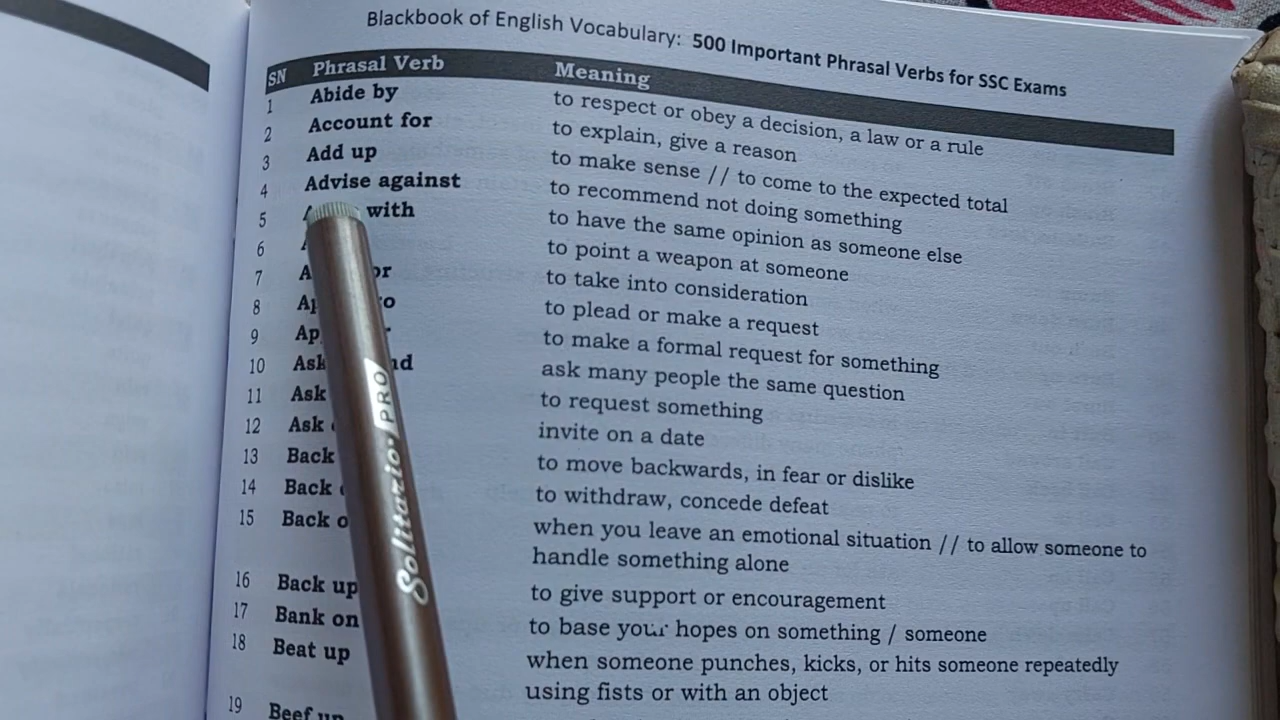 Blackbook of English Vocabulary: 500 Important Phrasal Verbs for SSC Exams
SN Phrasal Verb Meaning
1 Abide by to respect or obey a decision, a law or a rule
2 Account for to explain, give a reason
3 Add up to make sense // to come to the expected total
4 Advise against to recommend not doing something
5 with to have the same opinion as someone else
6 to point a weapon at someone
7 to take into consideration
8 to plead or make a request
9 to make a formal request for something
10 Ask ask many people the same question
11 Ask to request something
12 Ask invite on a date
13 Back to move backwards, in fear or dislike
14 Back to withdraw, concede defeat
15 Back when you leave an emotional situation // to allow someone to
handle something alone
16 Back up to give support or encouragement
17 Bank on to base your hopes on something / someone
18 Beat up when someone punches, kicks, or hits someone repeatedly
using fists or with an object
19 Beef up
Solitario PRO